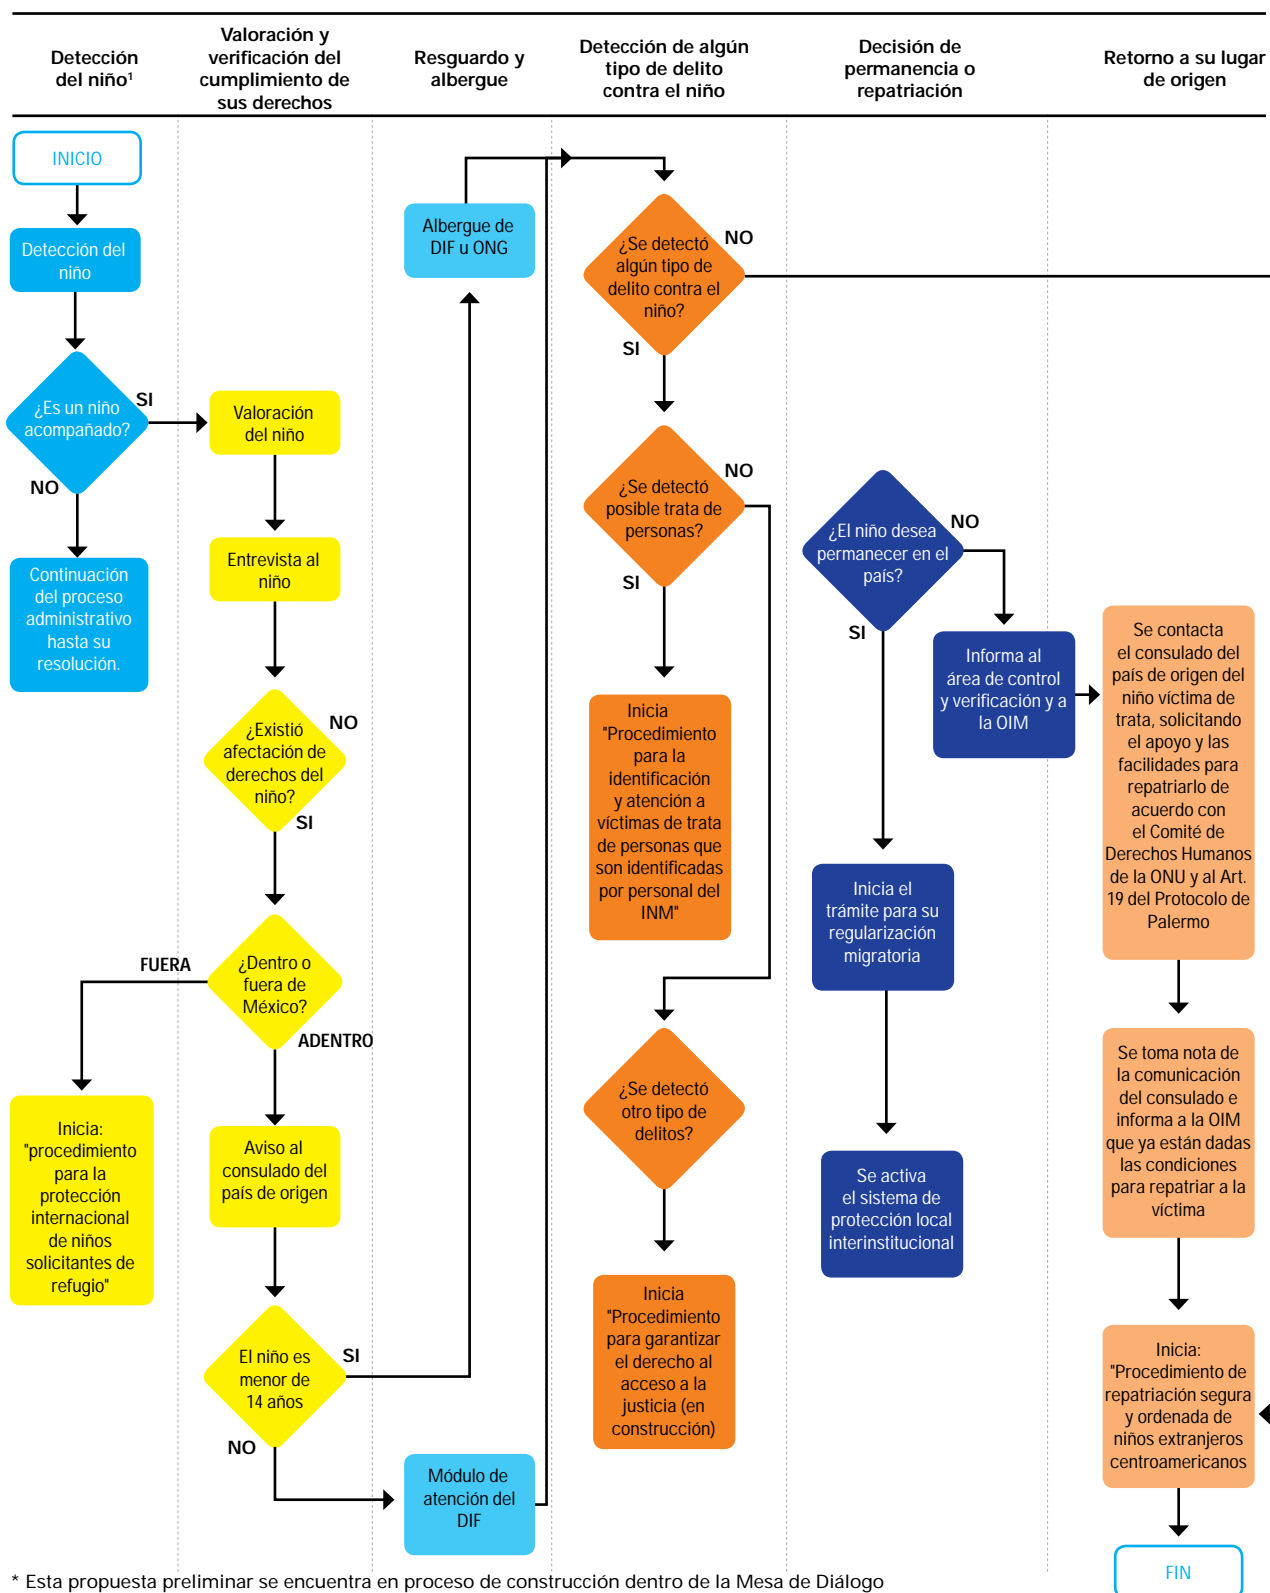 Detección
del niño¹
Valoración y
verificación del
cumplimiento de
sus derechos
Resguardo y
albergue
Detección de algún
tipo de delito
contra el niño
Decisión de
permanencia o
repatriación
Retorno a su lugar
de origen
INICIO
Detección del
niño
¿Es un niño
acompañado?
SI
NO
Continuación
del proceso
administrativo
hasta su
resolución.
Valoración
del niño
Entrevista al
niño
¿Existió
afectación de
derechos del
niño?
NO
SI
¿Dentro o
fuera de
México?
FUERA
ADENTRO
Inicia:
"procedimiento
para la
protección
internacional
de niños
solicitantes de
refugio"
Aviso al
consulado del
país de origen
El niño es
menor de
14 años
SI
NO
Albergue de
DIF u ONG
Módulo de
atención del
DIF
¿Se detectó
algún tipo de
delito contra el
niño?
NO
SI
¿Se detectó
posible trata de
personas?
NO
SI
Inicia
"Procedimiento
para la
identificación
y atención a
víctimas de trata
de personas que
son identificadas
por personal del
INM"
¿Se detectó
otro tipo de
delitos?
Inicia
"Procedimiento
para garantizar
el derecho al
acceso a la
justicia (en
construcción)
¿El niño desea
permanecer en el
país?
NO
SI
Informa al
área de control
y verificación y a
la OIM
Inicia el
trámite para su
regularización
migratoria
Se activa
el sistema de
protección local
interinstitucional
Se contacta
el consulado del
país de origen del
niño víctima de
trata, solicitando
el apoyo y las
facilidades para
repatriarlo de
acuerdo con
el Comité de
Derechos Humanos
de la ONU y al Art.
19 del Protocolo de
Palermo
Se toma nota de
la comunicación
del consulado e
informa a la OIM
que ya están dadas
las condiciones
para repatriar a la
víctima
Inicia:
"Procedimiento de
repatriación segura
y ordenada de
niños extranjeros
centroamericanos
FIN
* Esta propuesta preliminar se encuentra en proceso de construcción dentro de la Mesa de Diálogo